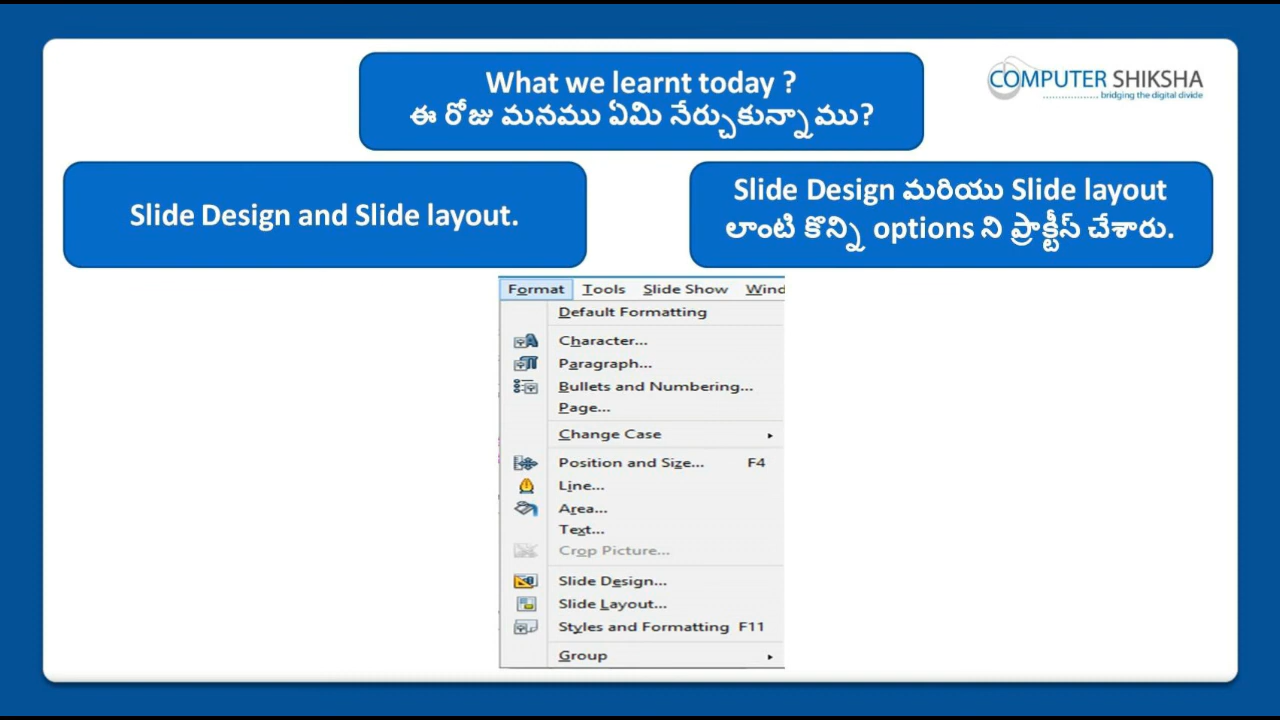 What we learnt today ?
ఈ రోజు మనము ఏమి నేర్చుకున్నాము?
COMPUTER SHIKSHA
..................... bridging the digital divide
Slide Design and Slide layout.
Slide Design మరియు Slide layout
లాంటి కొన్ని options ని ప్రాక్టీస్ చేశారు.
Format Tools Slide Show Wind
Default Formatting
Character...
Paragraph...
Bullets and Numbering...
Page...
Change Case
Position and Size... F4
Line...
Area...
Text...
Crop Picture...
Slide Design...
Slide Layout...
Styles and Formatting F11
Group